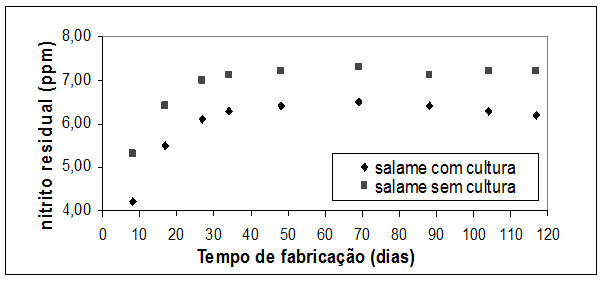 8,00
7,00
6,00
5,00
4,00
nitrito residual (ppm)
salame com cultura
salame sem cultura
0 10 20 30 40 50 60 70 80 90 100 110 120
Tempo de fabricação (dias)